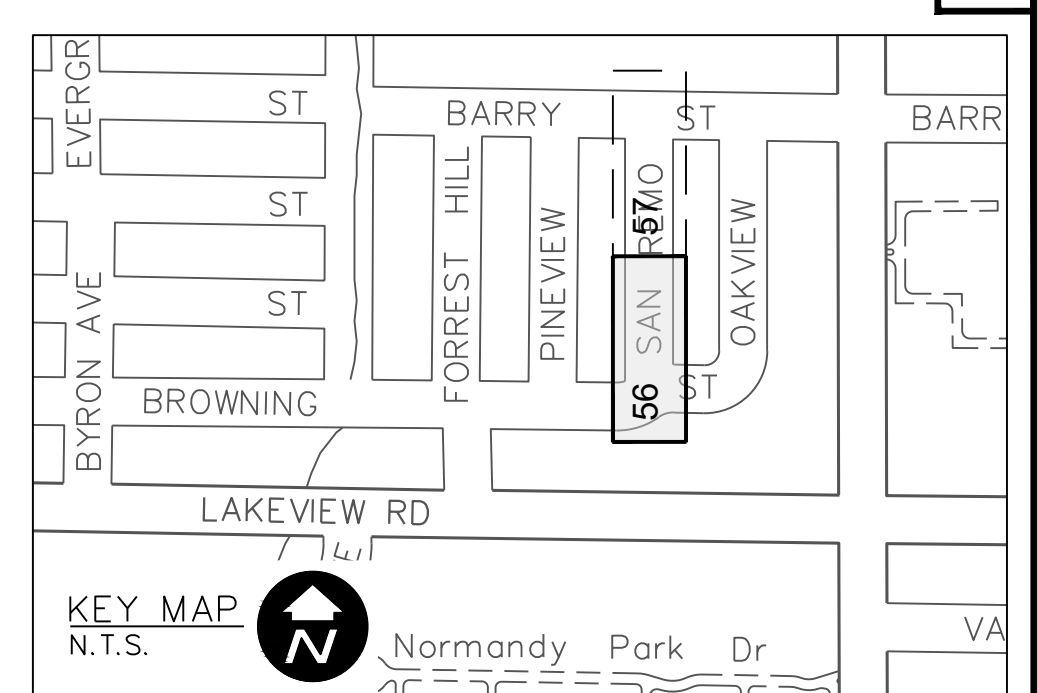 EVERGR
ST
BARRY ST
BARR
ST
FORREST HILL
PINEVIEW
SAN REMO
57
OAKVIEW
ST
BYRON AVE
BROWNING ST
56
LAKEVIEW RD
E
KEY MAP
N.T.S.
N
Normandy Park Dr
VA